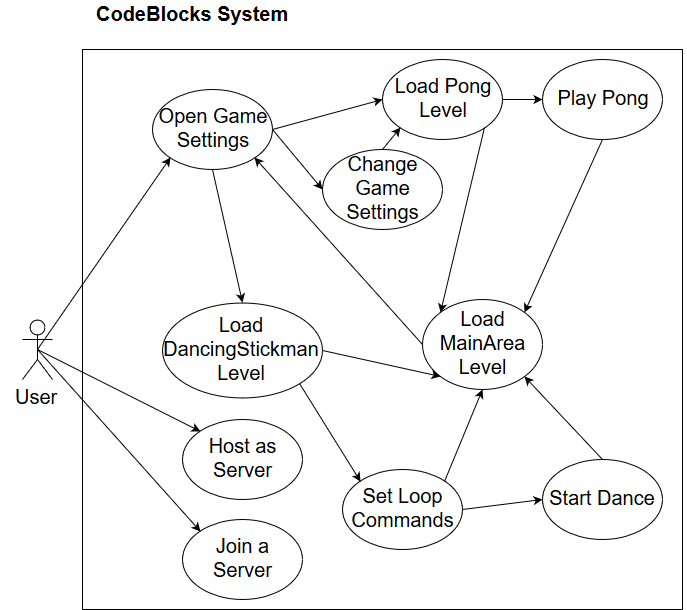 CodeBlocks System
Open Game
Settings
Load Pong
Level
Play Pong
Change
Game
Settings
Load
DancingStickman
Level
Load
MainArea
Level
User
Host as
Server
Set Loop
Commands
Start Dance
Join a
Server